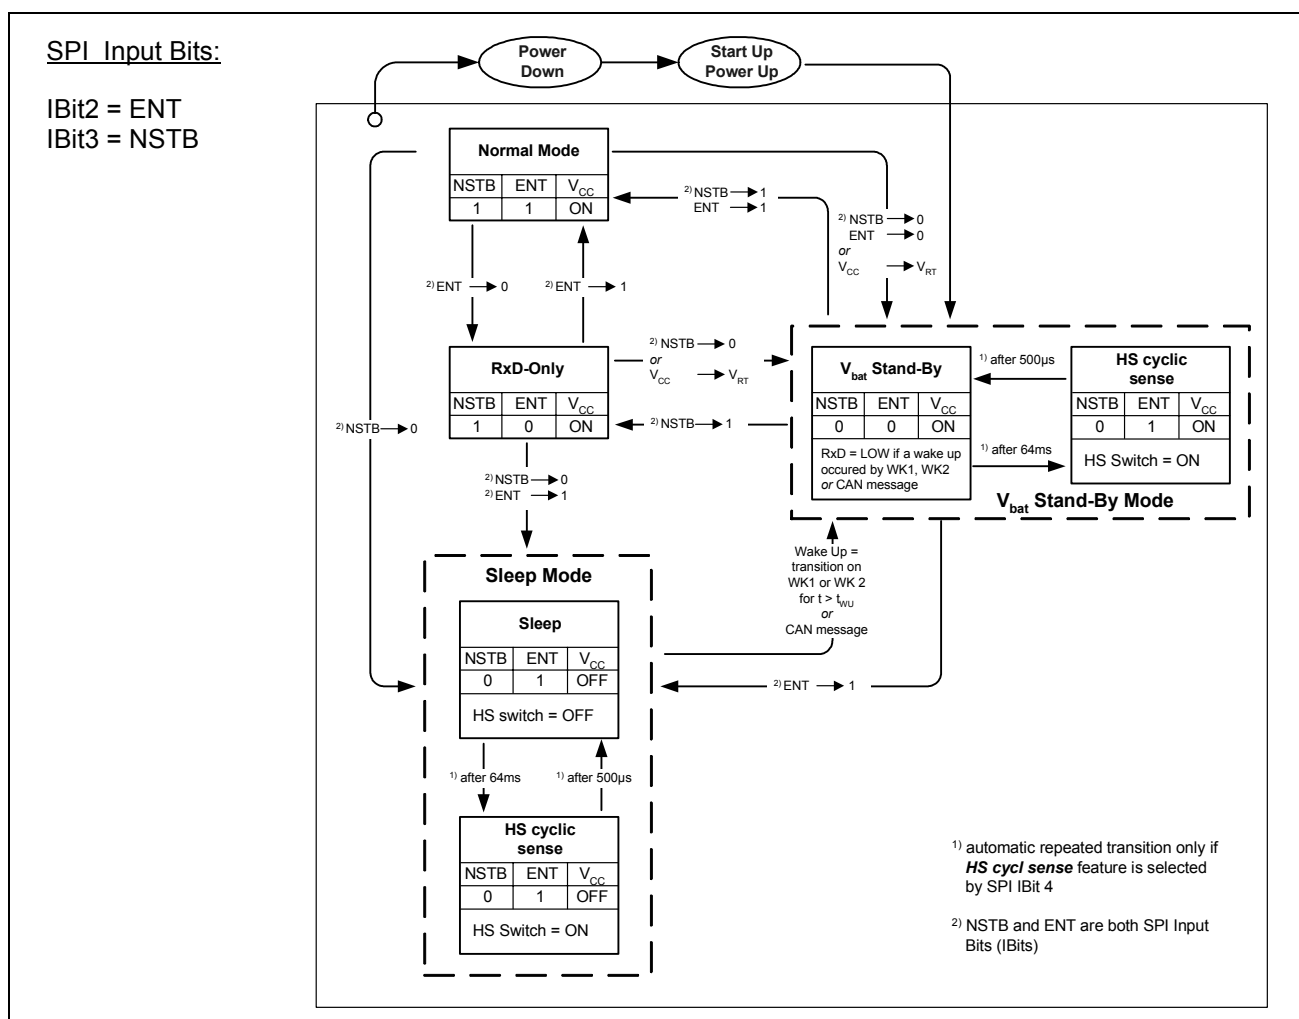 SPI Input Bits:
IBit2 = ENT
IBit3 = NSTB
Power
Down
Start Up
Power Up
Normal Mode
NSTB ENT VCC
1 1 ON
2) NSTB → 1
ENT → 1
2) NSTB → 0
ENT → 0
or
VCC → VRT
2) ENT → 0
2) ENT → 1
RxD-Only
NSTB ENT VCC
1 0 ON
2) NSTB → 0
or
VCC → VRT
2) NSTB → 1
Vbat Stand-By
NSTB ENT VCC
0 0 ON
RxD = LOW if a wake up
occured by WK1, WK2
or CAN message
1) after 500µs
1) after 64ms
HS cyclic
sense
NSTB ENT VCC
0 1 ON
HS Switch = ON
Vbat Stand-By Mode
2) NSTB → 0
2) NSTB → 0
2) ENT → 1
Wake Up =
transition on
WK1 or WK 2
for t > tWU
or
CAN message
2) ENT → 1
Sleep Mode
Sleep
NSTB ENT VCC
0 1 OFF
HS switch = OFF
1) after 64ms
1) after 500µs
HS cyclic
sense
NSTB ENT VCC
0 1 OFF
HS Switch = ON
1) automatic repeated transition only if
HS cycl sense feature is selected
by SPI IBit 4
2) NSTB and ENT are both SPI Input
Bits (IBits)